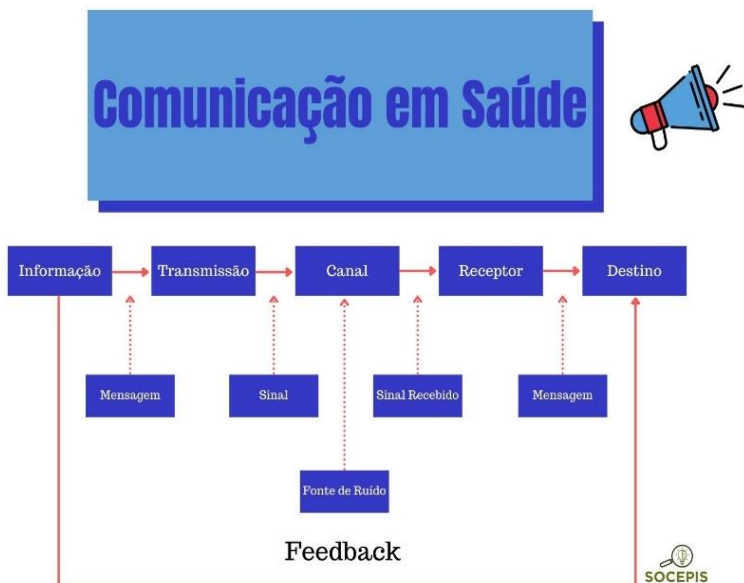 Comunicação em Saúde
Informação
Transmissão
Canal
Receptor
Destino
Mensagem
Sinal
Sinal Recebido
Mensagem
Fonte de Ruído
Feedback
SOCEPIS